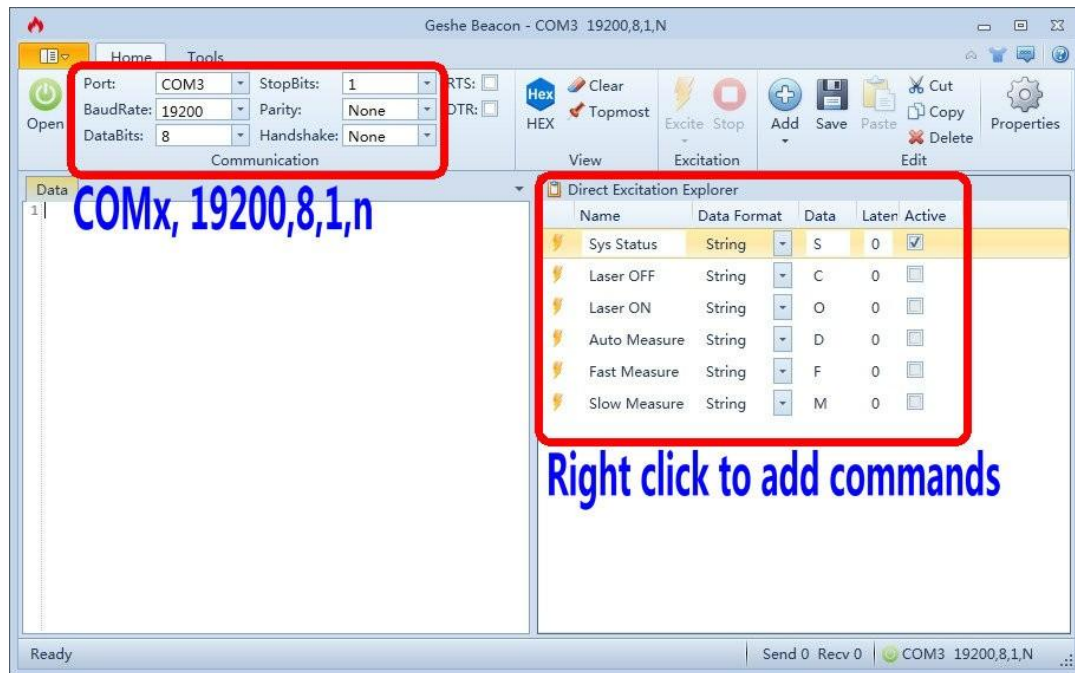 Geshe Beacon - COM3 19200,8,1,N
Home Tools
Port: COM3 StopBits: 1 RTS:
BaudRate: 19200 Parity: None DTR:
DataBits: 8 Handshake: None
Open
Communication
Hex
HEX
Clear
Topmost
View
Excite Stop
Excitation
Add Save Paste
Cut
Copy
Delete
Edit
Properties
Data
1
COMx, 19200,8,1,n
Direct Excitation Explorer
Name Data Format Data Laten Active
Sys Status String S 0
Laser OFF String C 0
Laser ON String O 0
Auto Measure String D 0
Fast Measure String F 0
Slow Measure String M 0
Right click to add commands
Ready Send 0 Recv 0 COM3 19200,8,1,N